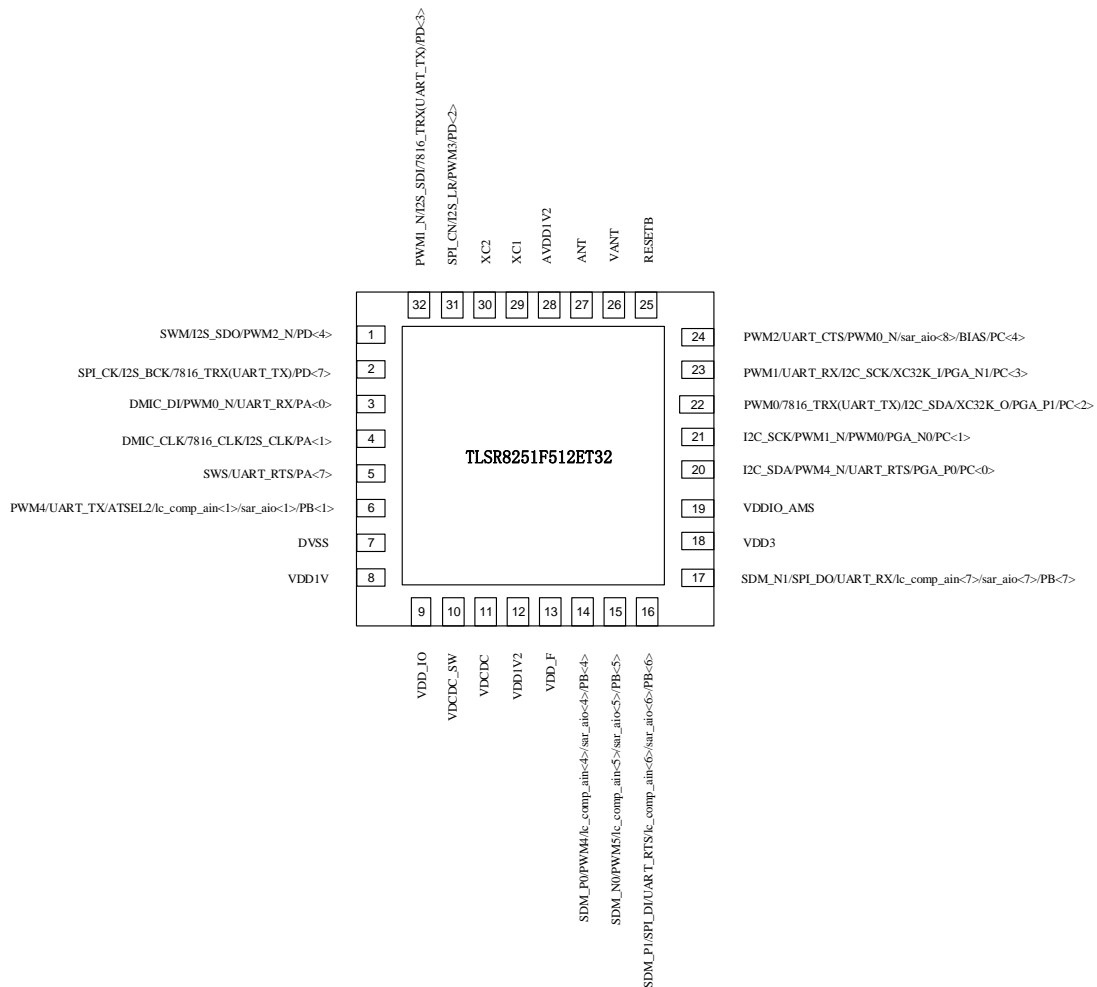 PWM1_N/I2S_SDI/7816_TRX(UART_TX)/PD<3>
SPI_CN/I2S_LR/PWM3/PD<2>
XC2
XC1
AVDD1V2
ANT
VANT
RESETB
32
31
30
29
28
27
26
25
SWM/I2S_SDO/PWM2_N/PD<4>
1
SPI_CK/I2S_BCK/7816_TRX(UART_TX)/PD<7>
2
DMIC_DI/PWM0_N/UART_RX/PA<0>
3
DMIC_CLK/7816_CLK/I2S_CLK/PA<1>
4
SWS/UART_RTS/PA<7>
5
PWM4/UART_TX/ATSEL2/lc_comp_ain<1>/sar_aio<1>/PB<1>
6
DVSS
7
VDD1V
8
TLSR8251F512ET32
24
PWM2/UART_CTS/PWM0_N/sar_aio<8>/BIAS/PC<4>
23
PWM1/UART_RX/I2C_SCK/XC32K_I/PGA_N1/PC<3>
22
PWM0/7816_TRX(UART_TX)/I2C_SDA/XC32K_O/PGA_P1/PC<2>
21
I2C_SCK/PWM1_N/PWM0/PGA_N0/PC<1>
20
I2C_SDA/PWM4_N/UART_RTS/PGA_P0/PC<0>
19
VDDIO_AMS
18
VDD3
17
SDM_N1/SPI_DO/UART_RX/lc_comp_ain<7>/sar_aio<7>/PB<7>
9
10
11
12
13
14
15
16
VDD_IO
VDCDC_SW
VDCDC
VDD1V2
VDD_F
SDM_P0/PWM4/lc_comp_ain<4>/sar_aio<4>/PB<4>
SDM_N0/PWM5/lc_comp_ain<5>/sar_aio<5>/PB<5>
SDM_P1/SPI_DI/UART_RTS/lc_comp_ain<6>/sar_aio<6>/PB<6>